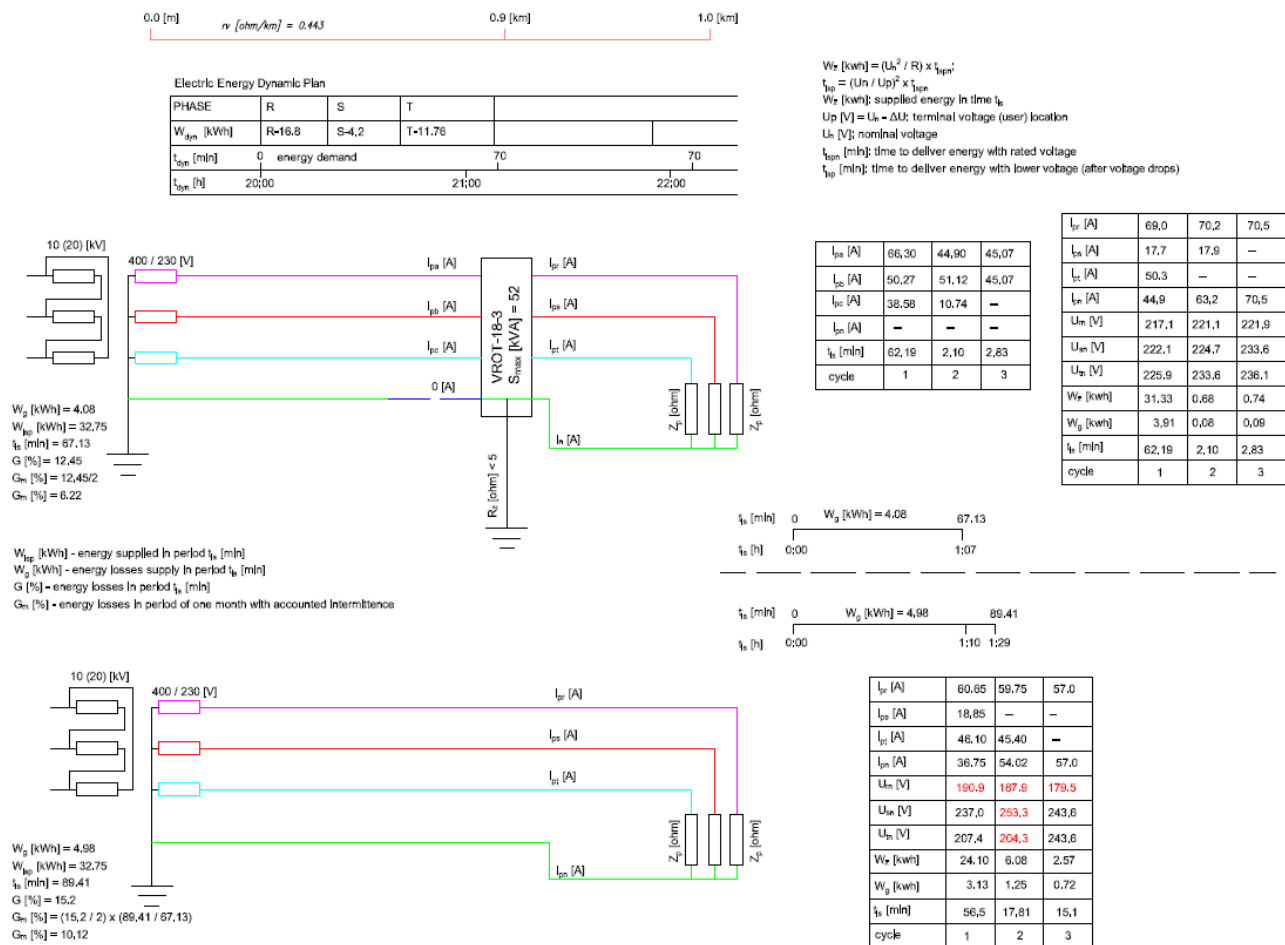 0.0 [m] 0.9 [km] 1.0 [km]
rv [ohm/km] = 0.443
Electric Energy Dynamic Plan
PHASE R S T
W_dyn [kWh] R-16.8 S-4,2 T-11.76
t_dyn [min] 0 energy demand 70 70
t_dyn [h] 20:00 21:00 22:00
W_z [kwh] = (U_n² / R) x t_ispn;
t_isp = (Un / Up)² x t_ispn
W_z [kwh]: supplied energy in time t_is
Up [V] = U_n - ΔU: terminal voltage (user) location
U_n [V]: nominal voltage
t_ispn [min]: time to deliver energy with rated voltage
t_isp [min]: time to deliver energy with lower voltage (after voltage drops)
10 (20) [kV]
400 / 230 [V]
I_pa [A] I_pr [A]
I_pb [A] I_ps [A]
I_pc [A] I_pt [A]
0 [A]
VROT-18-3
S_max [kVA] = 52
Z_p [ohm] Z_p [ohm]
I_n [A]
R_z [ohm] < 5
I_pa [A] 66,30 44,90 45,07
I_pb [A] 50.27 51,12 45,07
I_pc [A] 38.58 10.74 –
I_pn [A] – – –
t_is [min] 62,19 2,10 2,83
cycle 1 2 3
I_pr [A] 69,0 70,2 70,5
I_ps [A] 17.7 17.9 –
I_pt [A] 50.3 – –
I_pn [A] 44,9 63,2 70,5
U_rn [V] 217.1 221,1 221.9
U_sn [V] 222.1 224.7 233.6
U_tn [V] 225.9 233.6 236.1
W_z [kwh] 31.33 0.68 0.74
W_g [kwh] 3,91 0,08 0,09
t_is [min] 62,19 2,10 2,83
cycle 1 2 3
W_g [kWh] = 4.08
W_isp [kWh] = 32.75
t_is [min] = 67.13
G [%] = 12,45
G_m [%] = 12,45/2
G_m [%] = 6.22
W_isp [kWh] - energy supplied in period t_is [min]
W_g [kWh] - energy losses supply in period t_is [min]
G [%] - energy losses in period t_is [min]
G_m [%] - energy losses in period of one month with accounted intermittence
t_is [min] 0 W_g [kWh] = 4.08 67.13
t_is [h] 0:00 1:07
t_is [min] 0 W_g [kWh] = 4,98 89.41
t_is [h] 0:00 1:10 1:29
10 (20) [kV]
400 / 230 [V]
I_pr [A]
I_ps [A]
I_pt [A]
Z_p [ohm] Z_p [ohm]
I_pn [A]
I_pr [A] 60.65 59.75 57.0
I_ps [A] 18,85 – –
I_pt [A] 46.10 45.40 –
I_pn [A] 36.75 54.02 57.0
U_rn [V] 190.9 187.9 179.5
U_sn [V] 237,0 253,3 243,6
U_tn [V] 207,4 204,3 243,6
W_z [kwh] 24.10 6.08 2.57
W_g [kwh] 3.13 1.25 0.72
t_is [min] 56,5 17,81 15,1
cycle 1 2 3
W_g [kWh] = 4.98
W_isp [kWh] = 32.75
t_is [min] = 89.41
G [%] = 15.2
G_m [%] = (15,2 / 2) x (89,41 / 67,13)
G_m [%] = 10,12